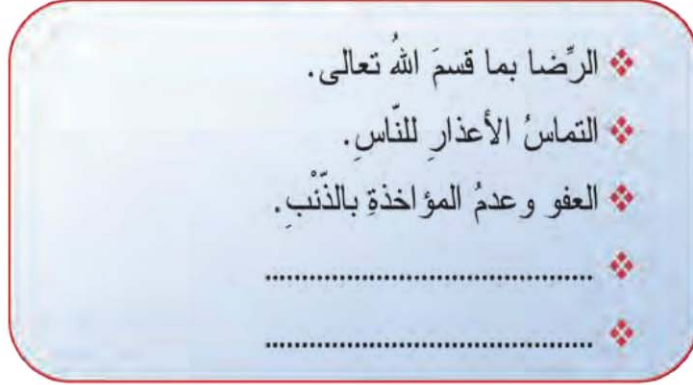 ❖ الرِّضا بما قسمَ اللهُ تعالى.
❖ التماسُ الأعذارِ للنّاسِ.
❖ العفو وعدمُ المؤاخذةِ بالذّنْبِ.
❖ ............................................
❖ ............................................